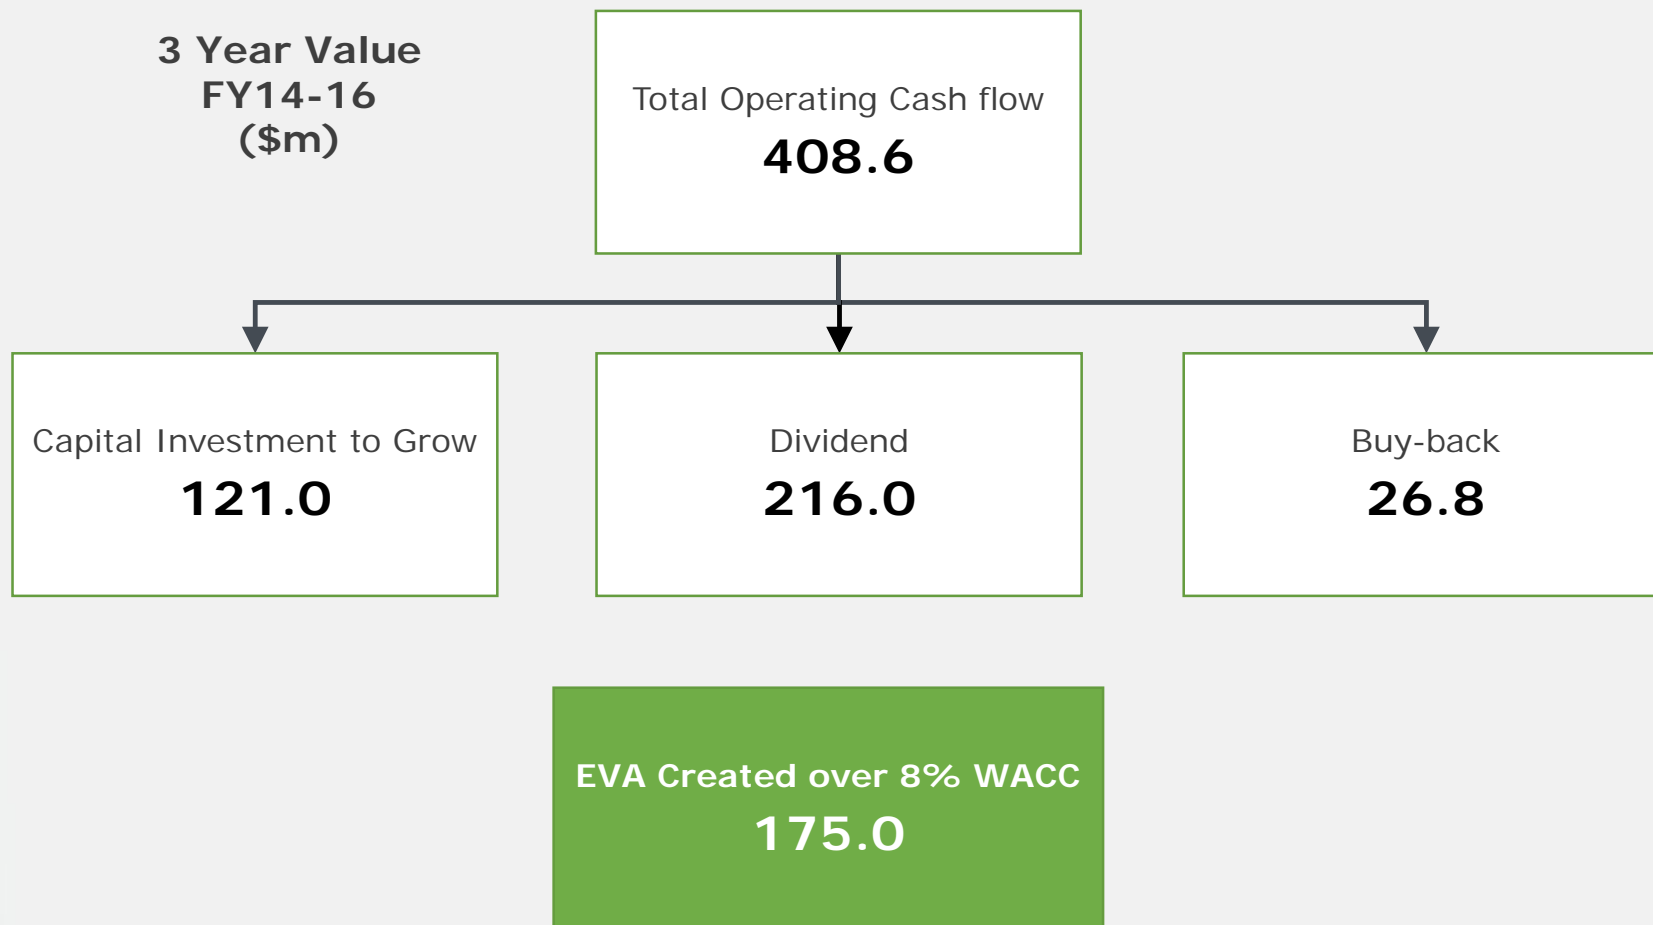 3 Year Value
FY14-16
($m)
Total Operating Cash flow
408.6
Capital Investment to Grow
121.0
Dividend
216.0
Buy-back
26.8
EVA Created over 8% WACC
175.0